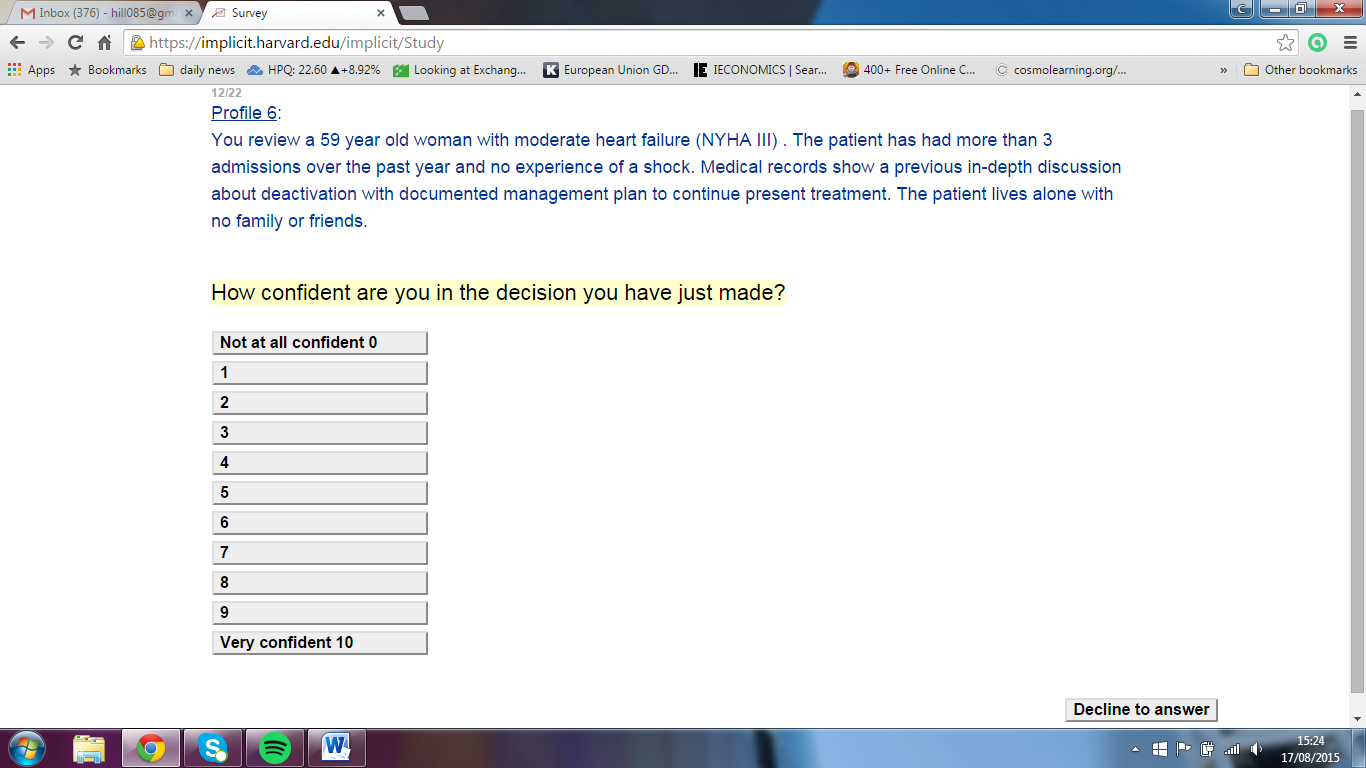 Inbox (376) - hill085@gm
Survey
https://implicit.harvard.edu/implicit/Study
Apps Bookmarks daily news HPQ: 22.60 ▲+8.92% Looking at Exchang... European Union GD... IECONOMICS | Sear... 400+ Free Online C... cosmolearning.org/... » Other bookmarks
12/22
Profile 6:
You review a 59 year old woman with moderate heart failure (NYHA III) . The patient has had more than 3
admissions over the past year and no experience of a shock. Medical records show a previous in-depth discussion
about deactivation with documented management plan to continue present treatment. The patient lives alone with
no family or friends.
How confident are you in the decision you have just made?
Not at all confident 0
1
2
3
4
5
6
7
8
9
Very confident 10
Decline to answer
15:24
17/08/2015